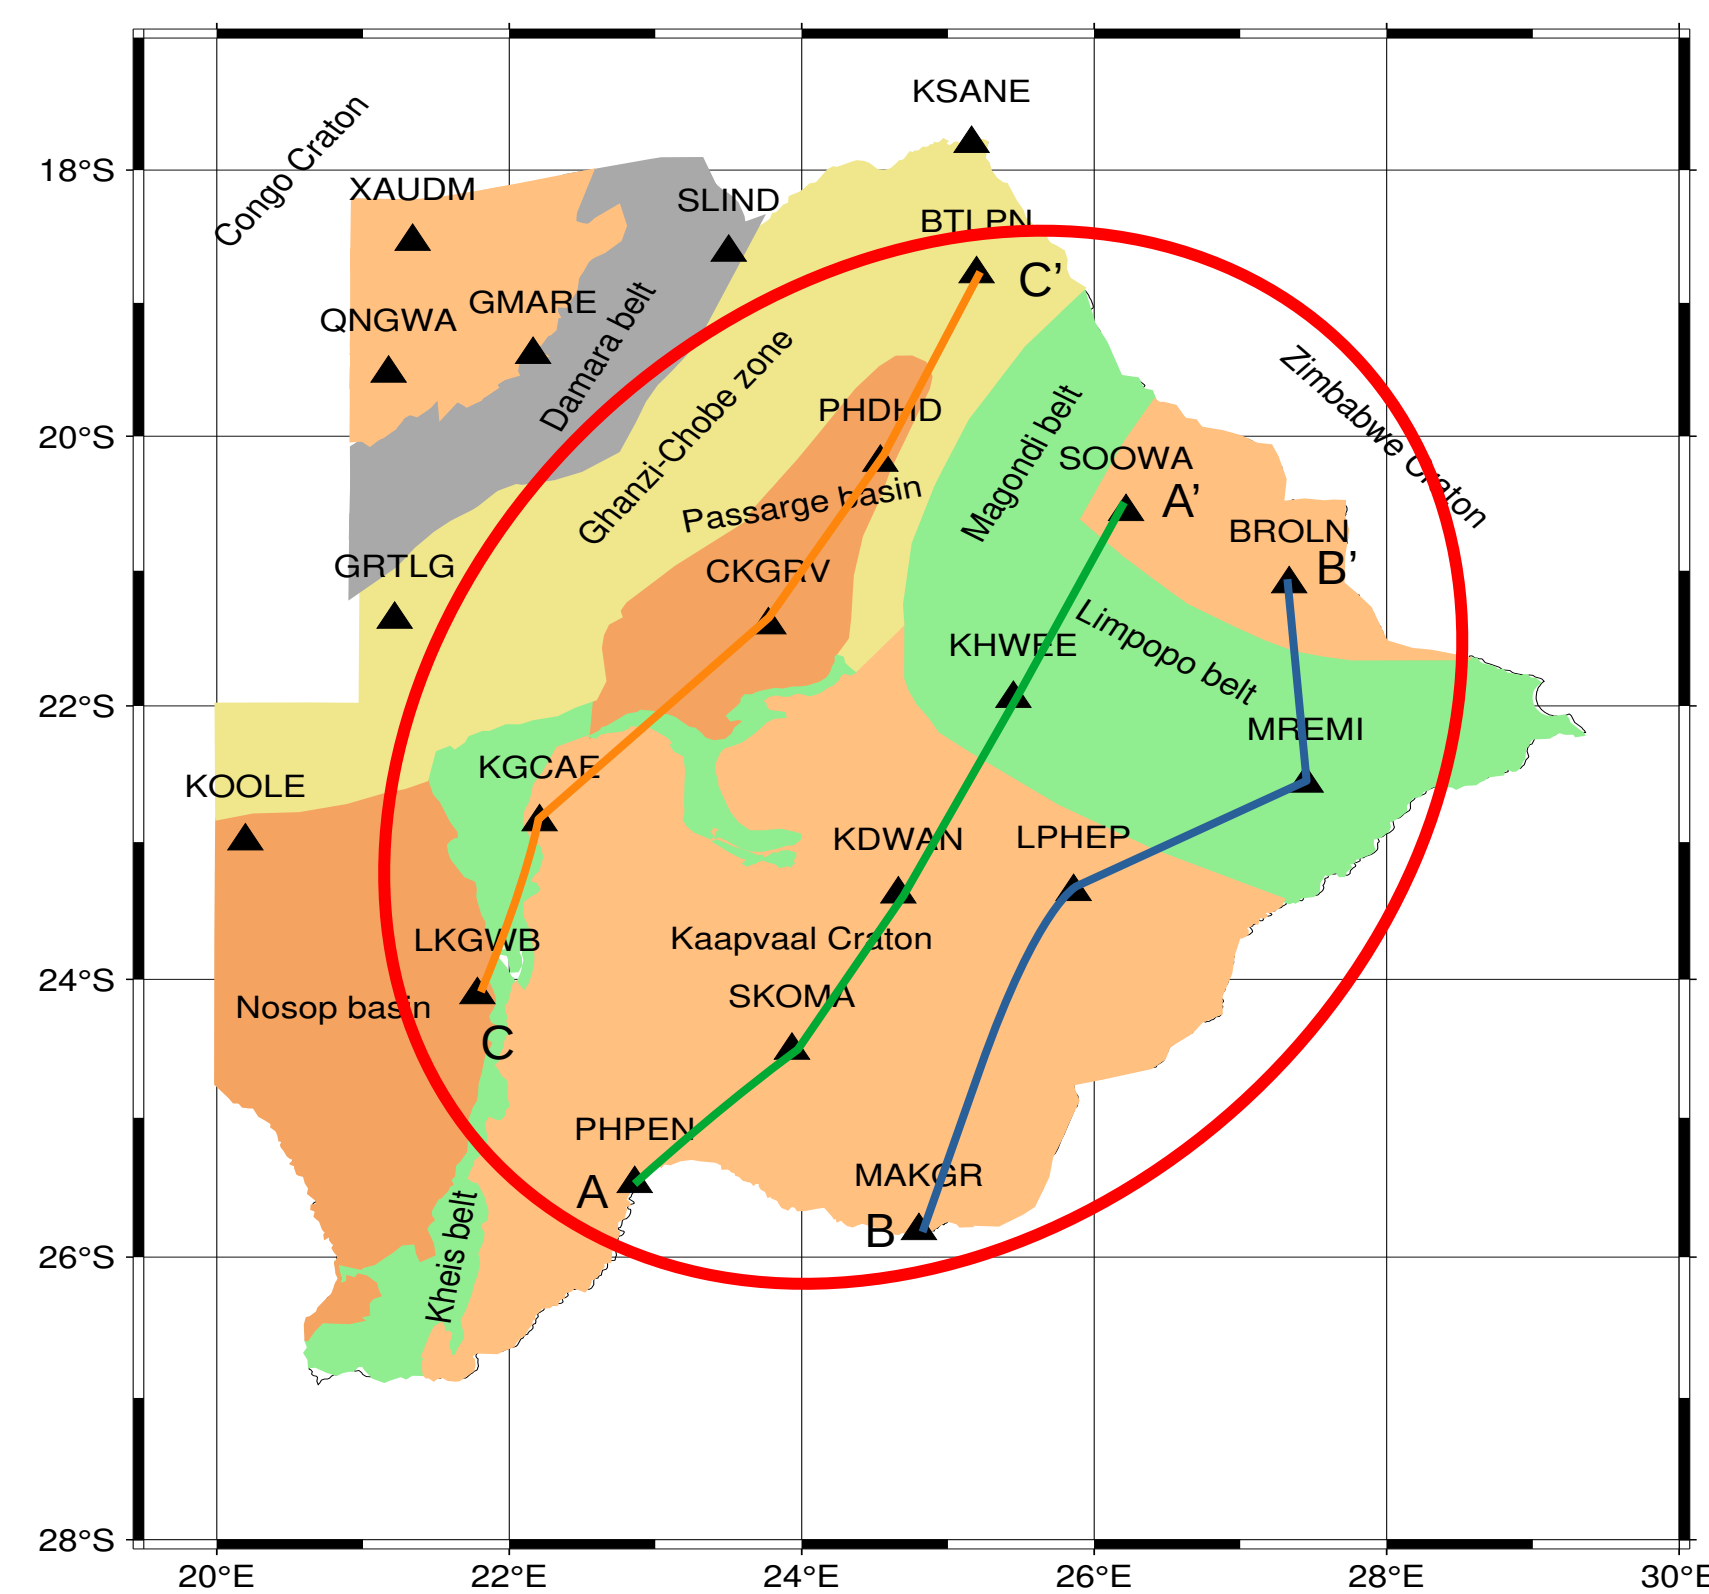 KSANE
Congo Craton
18°S
XAUDM
SLIND
BTLPN
C’
GMARE
QNGWA
Damara belt
Ghanzi-Chobe zone
Zimbabwe Craton
PHDHD
Magondi belt
20°S
SOOWA
A’
Passarge basin
BROLN
B’
GRTLG
CKGRV
Limpopo belt
KHWEE
22°S
MREMI
KGCAE
KOOLE
KDWAN
LPHEP
LKGWB
Kaapvaal Craton
24°S
SKOMA
Nosop basin
C
PHPEN
MAKGR
A
B
26°S
Kheis belt
28°S
20°E
22°E
24°E
26°E
28°E
30°E